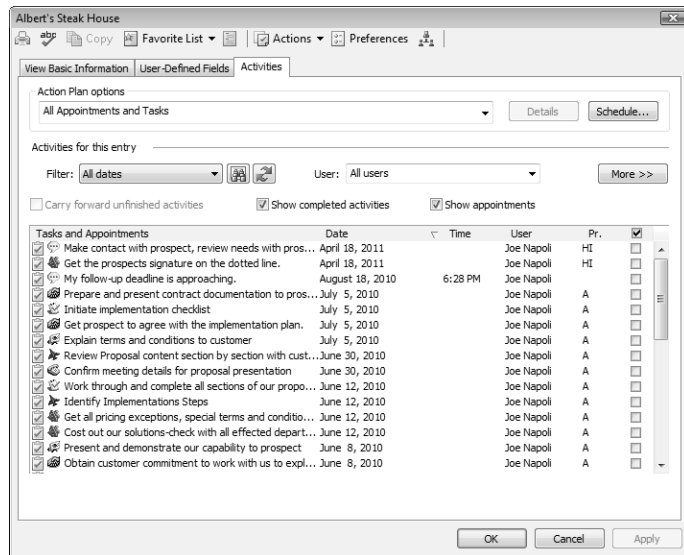 Albert's Steak House
abc Copy Favorite List Actions Preferences
View Basic Information User-Defined Fields Activities
Action Plan options
All Appointments and Tasks Details Schedule...
Activities for this entry
Filter: All dates User: All users More >>
Carry forward unfinished activities Show completed activities Show appointments
Tasks and Appointments Date Time User Pr.
Make contact with prospect, review needs with pros... April 18, 2011 Joe Napoli HI
Get the prospects signature on the dotted line. April 18, 2011 Joe Napoli HI
My follow-up deadline is approaching. August 18, 2010 6:28 PM Joe Napoli
Prepare and present contract documentation to pros... July 5, 2010 Joe Napoli A
Initiate implementation checklist July 5, 2010 Joe Napoli A
Get prospect to agree with the implementation plan. July 5, 2010 Joe Napoli A
Explain terms and conditions to customer July 5, 2010 Joe Napoli A
Review Proposal content section by section with cust... June 30, 2010 Joe Napoli A
Confirm meeting details for proposal presentation June 30, 2010 Joe Napoli A
Work through and complete all sections of our propo... June 12, 2010 Joe Napoli A
Identify Implementations Steps June 12, 2010 Joe Napoli A
Get all pricing exceptions, special terms and conditio... June 12, 2010 Joe Napoli A
Cost out our solutions-check with all effected depart... June 12, 2010 Joe Napoli A
Present and demonstrate our capability to prospect June 8, 2010 Joe Napoli A
Obtain customer commitment to work with us to expl... June 8, 2010 Joe Napoli A
OK Cancel Apply